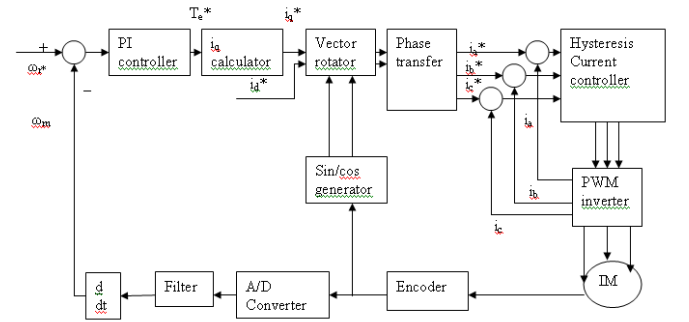 Te* iq*
+
ωr*
−
ωm
PI
controller
iq
calculator
id*
Vector
rotator
Phase
transfer
ia*
ib*
ic*
Hysteresis
Current
controller
ia
ib
ic
Sin/cos
generator
PWM
inverter
IM
d
dt
Filter
A/D
Converter
Encoder